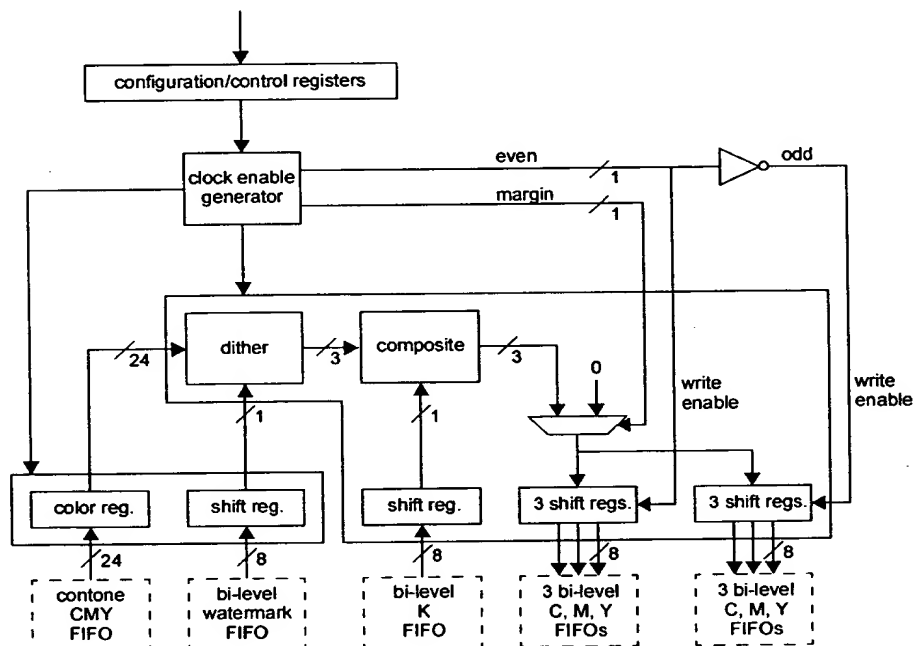 configuration/control registers
clock enable
generator
even
1
odd
margin
1
dither
composite
24
3
3
0
1
1
write
enable
write
enable
color reg.
shift reg.
shift reg.
3 shift regs.
3 shift regs.
24
8
8
8
8
contone
CMY
FIFO
bi-level
watermark
FIFO
bi-level
K
FIFO
3 bi-level
C, M, Y
FIFOs
3 bi-level
C, M, Y
FIFOs